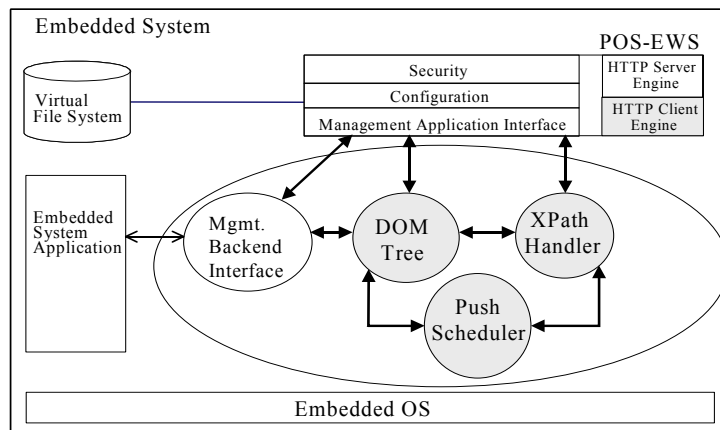 Embedded System
POS-EWS
Virtual
File System
Security
Configuration
Management Application Interface
HTTP Server
Engine
HTTP Client
Engine
Embedded
System
Application
Mgmt.
Backend
Interface
DOM
Tree
XPath
Handler
Push
Scheduler
Embedded OS